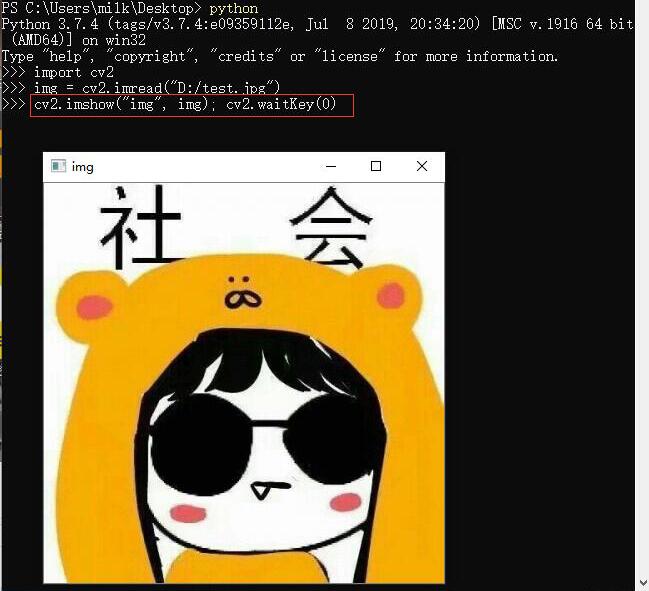 PS C:\Users\milk\Desktop> python
Python 3.7.4 (tags/v3.7.4:e09359112e, Jul  8 2019, 20:34:20) [MSC v.1916 64 bit
 (AMD64)] on win32
Type "help", "copyright", "credits" or "license" for more information.
>>> import cv2
>>> img = cv2.imread("D:/test.jpg")
>>> cv2.imshow("img", img); cv2.waitKey(0)
img
社 会